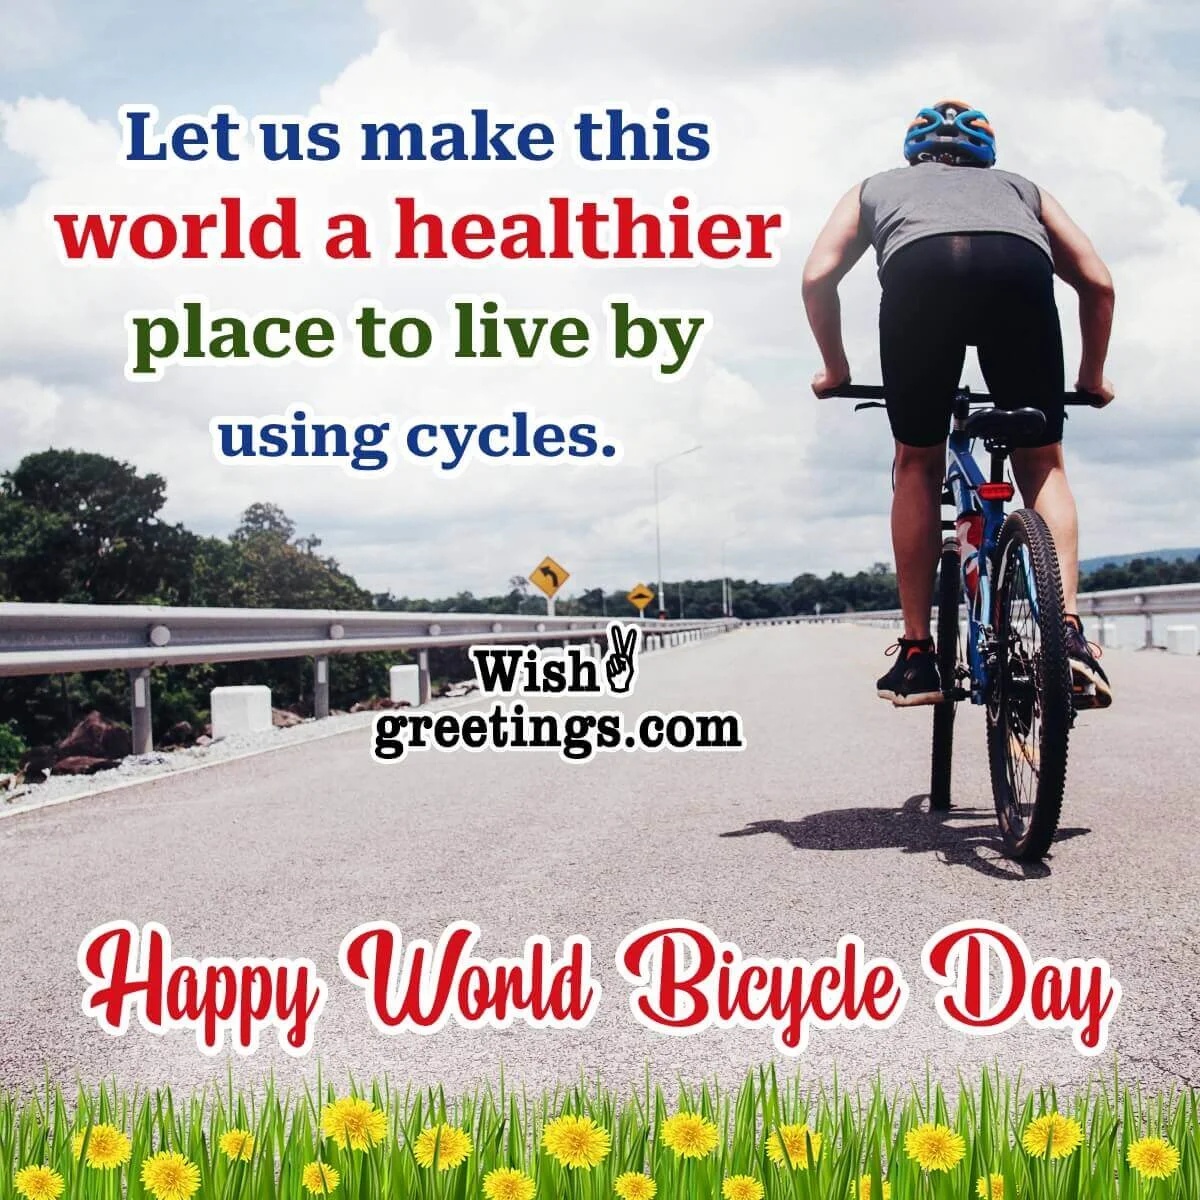 Let us make this
world a healthier
place to live by
using cycles.
Wish
greetings.com
Happy World Bicycle Day